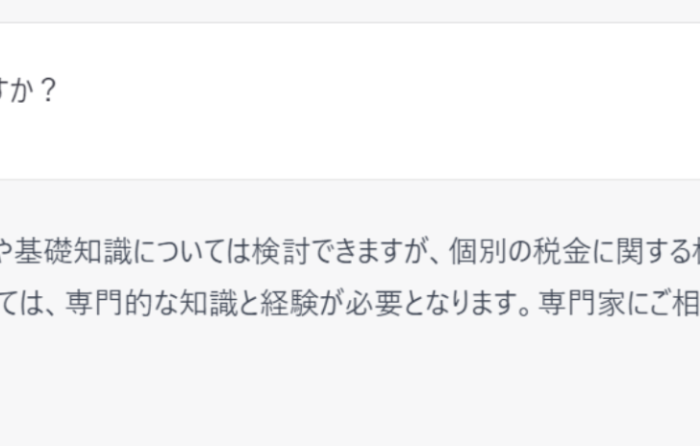 すか？
や基礎知識については検討できますが、個別の税金に関する
ては、専門的な知識と経験が必要となります。専門家にご相